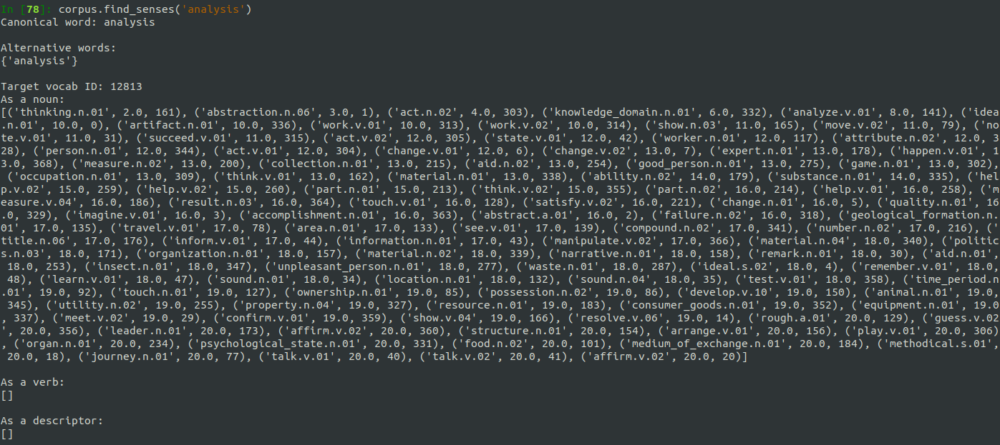 In [78]: corpus.find_senses('analysis')
Canonical word: analysis
Alternative words:
{'analysis'}
Target vocab ID: 12813
As a noun:
[('thinking.n.01', 2.0, 161), ('abstraction.n.06', 3.0, 1), ('act.n.02', 4.0, 303), ('knowledge_domain.n.01', 6.0, 332), ('analyze.v.01', 8.0, 141), ('idea
.n.01', 10.0, 0), ('artifact.n.01', 10.0, 336), ('work.v.01', 10.0, 313), ('work.v.02', 10.0, 314), ('show.n.03', 11.0, 165), ('move.v.02', 11.0, 79), ('no
te.v.01', 11.0, 31), ('succeed.v.01', 11.0, 315), ('act.v.02', 12.0, 305), ('state.v.01', 12.0, 42), ('worker.n.01', 12.0, 117), ('attribute.n.02', 12.0, 3
28), ('person.n.01', 12.0, 344), ('act.v.01', 12.0, 304), ('change.v.01', 12.0, 6), ('change.v.02', 13.0, 7), ('expert.n.01', 13.0, 178), ('happen.v.01', 1
3.0, 368), ('measure.n.02', 13.0, 200), ('collection.n.01', 13.0, 215), ('aid.n.02', 13.0, 254), ('good_person.n.01', 13.0, 275), ('game.n.01', 13.0, 302),
('occupation.n.01', 13.0, 309), ('think.v.01', 13.0, 162), ('material.n.01', 13.0, 338), ('ability.n.02', 14.0, 179), ('substance.n.01', 14.0, 335), ('hel
p.v.02', 15.0, 259), ('help.v.02', 15.0, 260), ('part.n.01', 15.0, 213), ('think.v.02', 15.0, 355), ('part.n.02', 16.0, 214), ('help.v.01', 16.0, 258), ('m
easure.v.04', 16.0, 186), ('result.n.03', 16.0, 364), ('touch.v.01', 16.0, 128), ('satisfy.v.02', 16.0, 221), ('change.n.01', 16.0, 5), ('quality.n.01', 16
.0, 329), ('imagine.v.01', 16.0, 3), ('accomplishment.n.01', 16.0, 363), ('abstract.a.01', 16.0, 2), ('failure.n.02', 16.0, 318), ('geological_formation.n.
01', 17.0, 135), ('travel.v.01', 17.0, 78), ('area.n.01', 17.0, 133), ('see.v.01', 17.0, 139), ('compound.n.02', 17.0, 341), ('number.n.02', 17.0, 216), ('
title.n.06', 17.0, 176), ('inform.v.01', 17.0, 44), ('information.n.01', 17.0, 43), ('manipulate.v.02', 17.0, 366), ('material.n.04', 18.0, 340), ('politic
s.n.03', 18.0, 171), ('organization.n.01', 18.0, 157), ('material.n.02', 18.0, 339), ('narrative.n.01', 18.0, 158), ('remark.n.01', 18.0, 30), ('aid.n.01',
18.0, 253), ('insect.n.01', 18.0, 347), ('unpleasant_person.n.01', 18.0, 277), ('waste.n.01', 18.0, 287), ('ideal.s.02', 18.0, 4), ('remember.v.01', 18.0,
48), ('learn.v.01', 18.0, 47), ('sound.n.01', 18.0, 34), ('location.n.01', 18.0, 132), ('sound.n.04', 18.0, 35), ('test.v.01', 18.0, 358), ('time_period.n
.01', 19.0, 92), ('touch.n.01', 19.0, 127), ('ownership.n.01', 19.0, 85), ('possession.n.02', 19.0, 86), ('develop.v.10', 19.0, 150), ('animal.n.01', 19.0,
345), ('utility.n.02', 19.0, 255), ('property.n.04', 19.0, 327), ('resource.n.01', 19.0, 183), ('consumer_goods.n.01', 19.0, 352), ('equipment.n.01', 19.0
, 337), ('meet.v.02', 19.0, 29), ('confirm.v.01', 19.0, 359), ('show.v.04', 19.0, 166), ('resolve.v.06', 19.0, 14), ('rough.a.01', 20.0, 129), ('guess.v.02
', 20.0, 356), ('leader.n.01', 20.0, 173), ('affirm.v.02', 20.0, 360), ('structure.n.01', 20.0, 154), ('arrange.v.01', 20.0, 156), ('play.v.01', 20.0, 306)
, ('organ.n.01', 20.0, 234), ('psychological_state.n.01', 20.0, 331), ('food.n.02', 20.0, 101), ('medium_of_exchange.n.01', 20.0, 184), ('methodical.s.01',
20.0, 18), ('journey.n.01', 20.0, 77), ('talk.v.01', 20.0, 40), ('talk.v.02', 20.0, 41), ('affirm.v.02', 20.0, 20)]
As a verb:
[]
As a descriptor:
[]